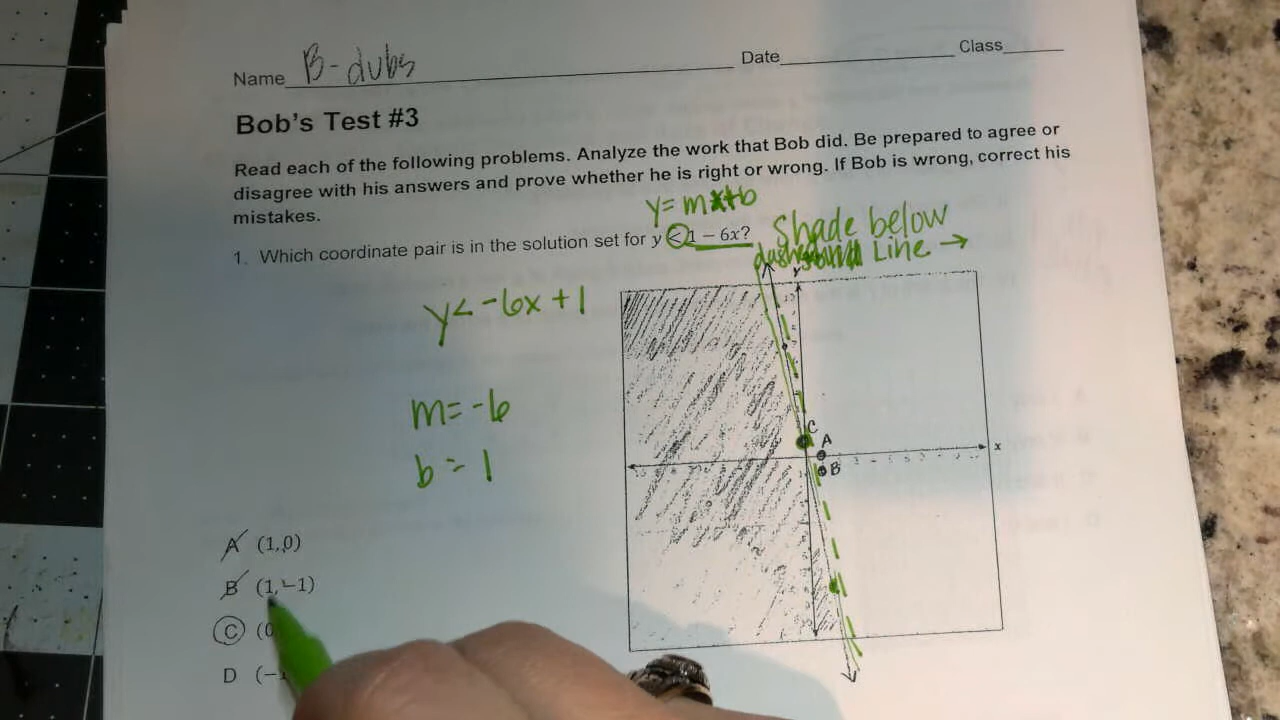 Name B-dubs Date Class
Bob's Test #3
Read each of the following problems. Analyze the work that Bob did. Be prepared to agree or
disagree with his answers and prove whether he is right or wrong. If Bob is wrong, correct his
mistakes.
y = mx+b
1. Which coordinate pair is in the solution set for y < 1 – 6x?
Shade below
dash Line →
y
y < -6x + 1
m = -6
b = 1
C
A
B
x
A (1,0)
B (1,–1)
C (0
D (–